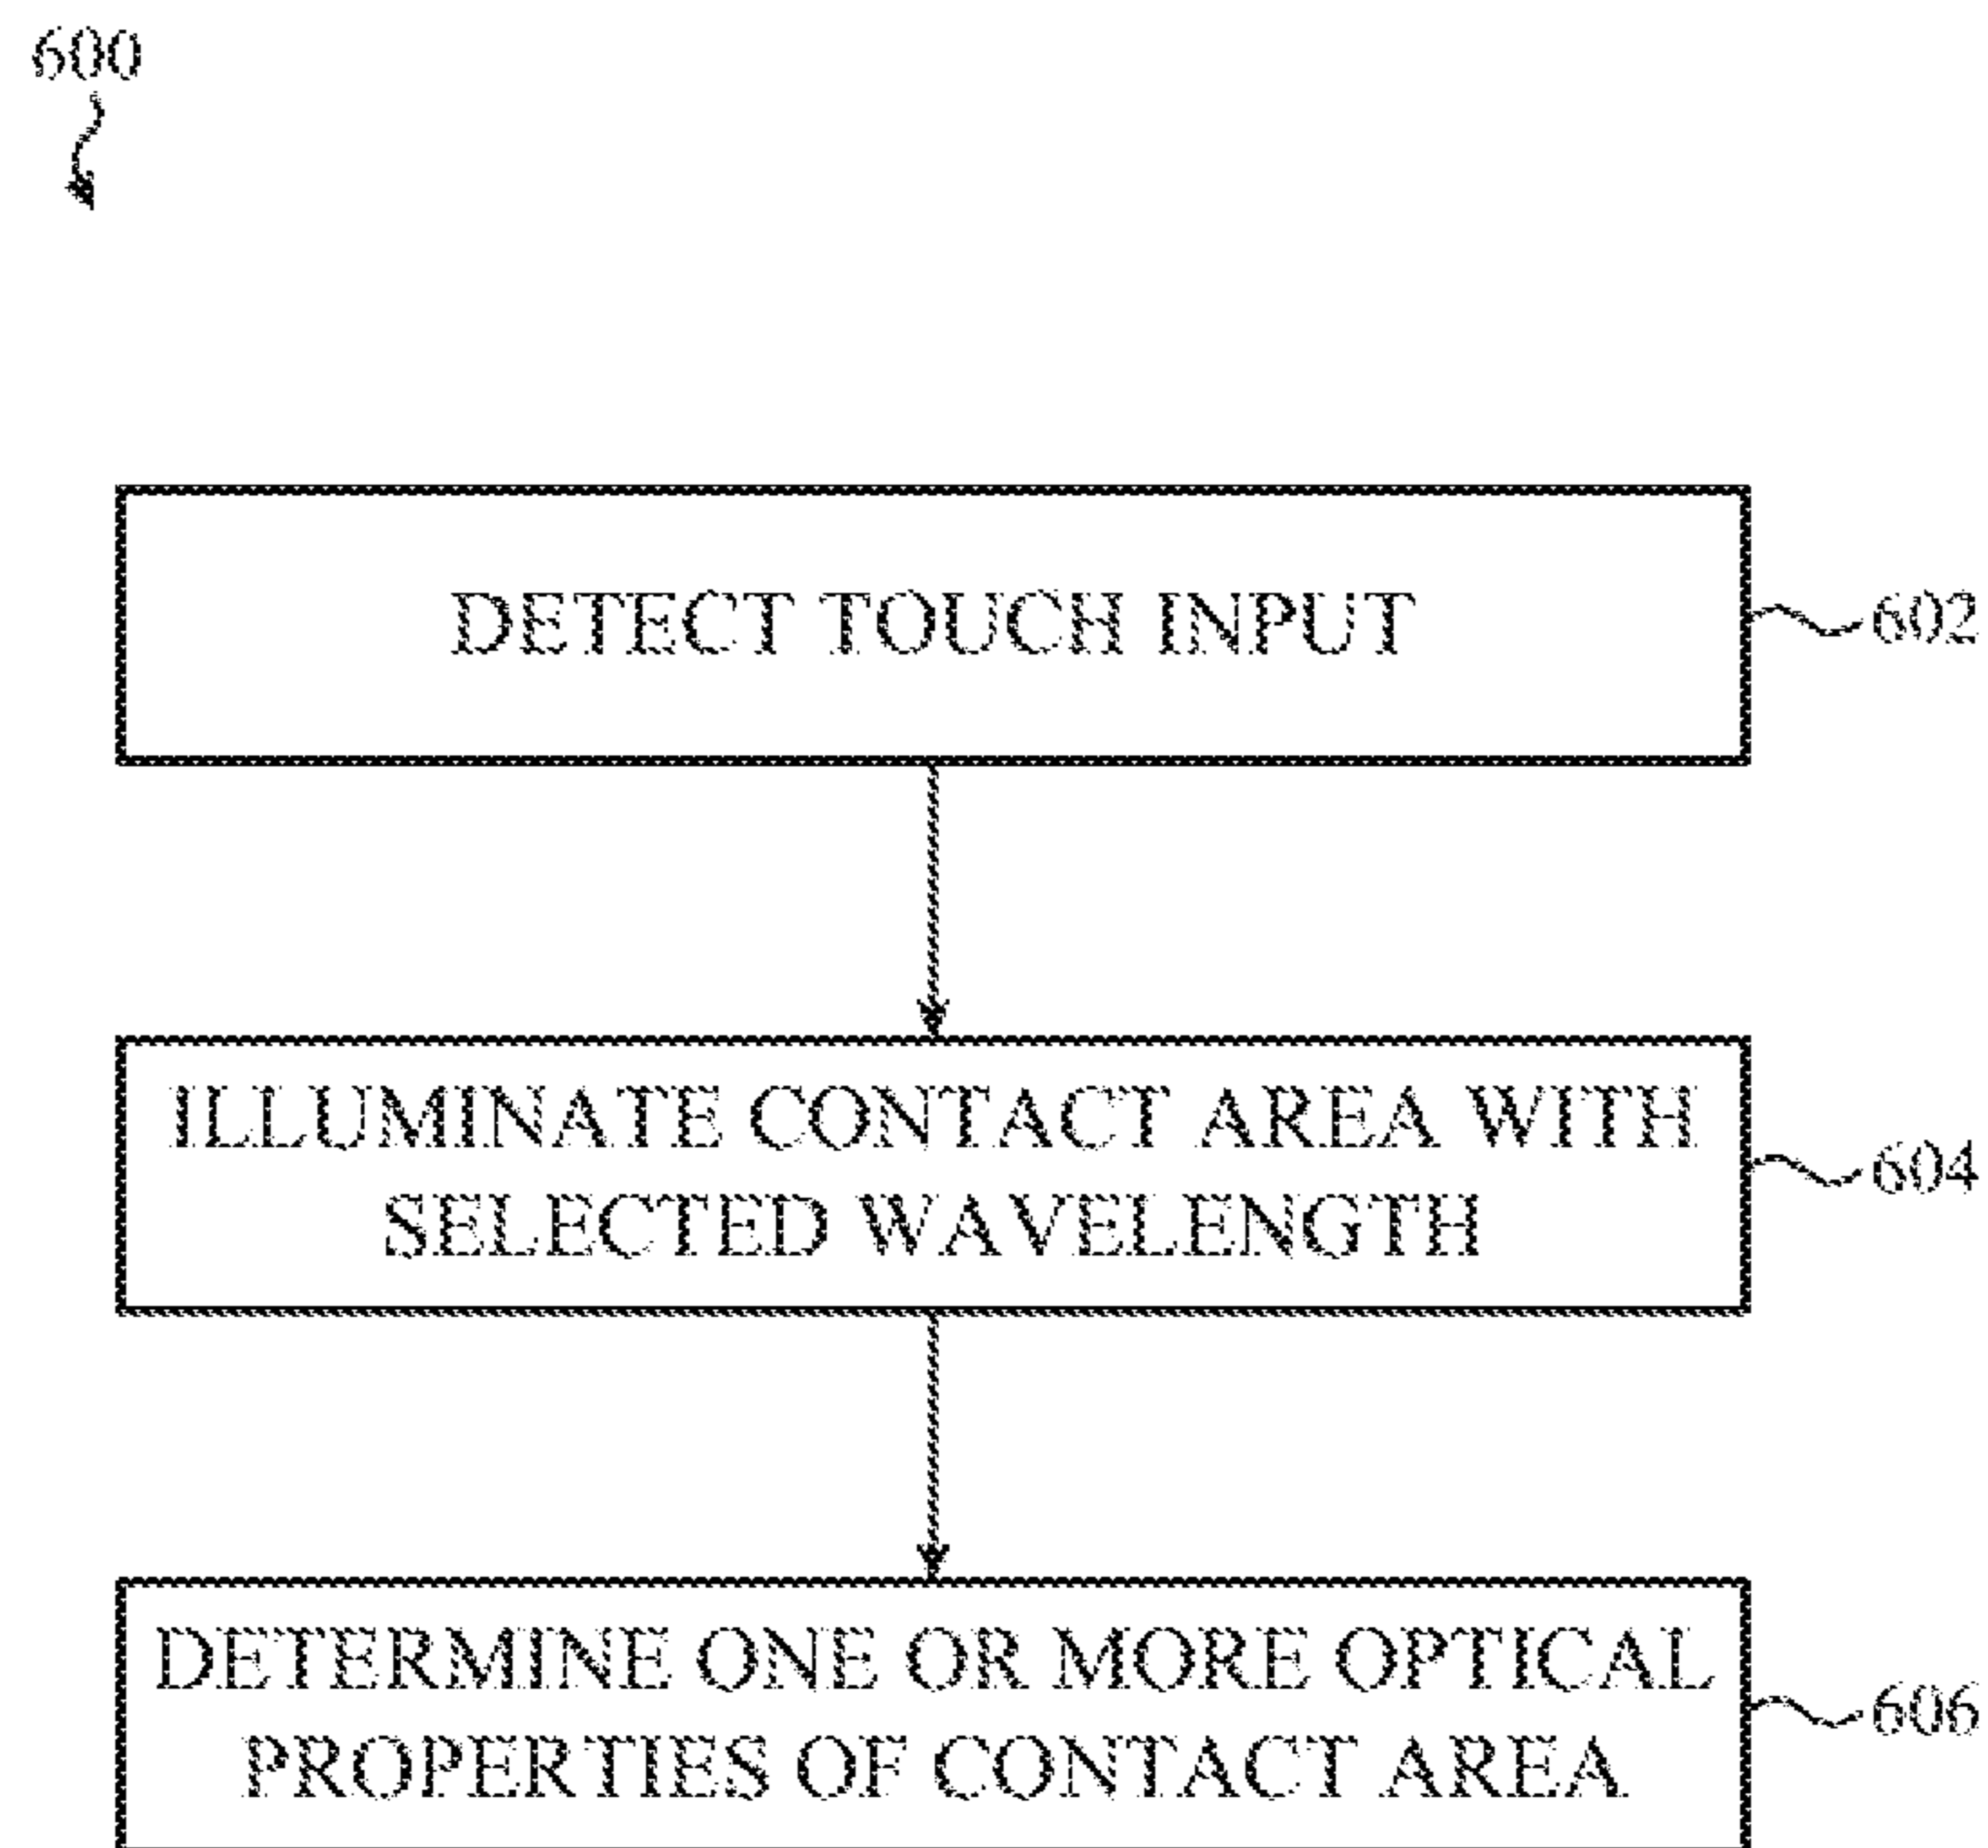 600
DETECT TOUCH INPUT
602
ILLUMINATE CONTACT AREA WITH
SELECTED WAVELENGTH
604
DETERMINE ONE OR MORE OPTICAL
PROPERTIES OF CONTACT AREA
606